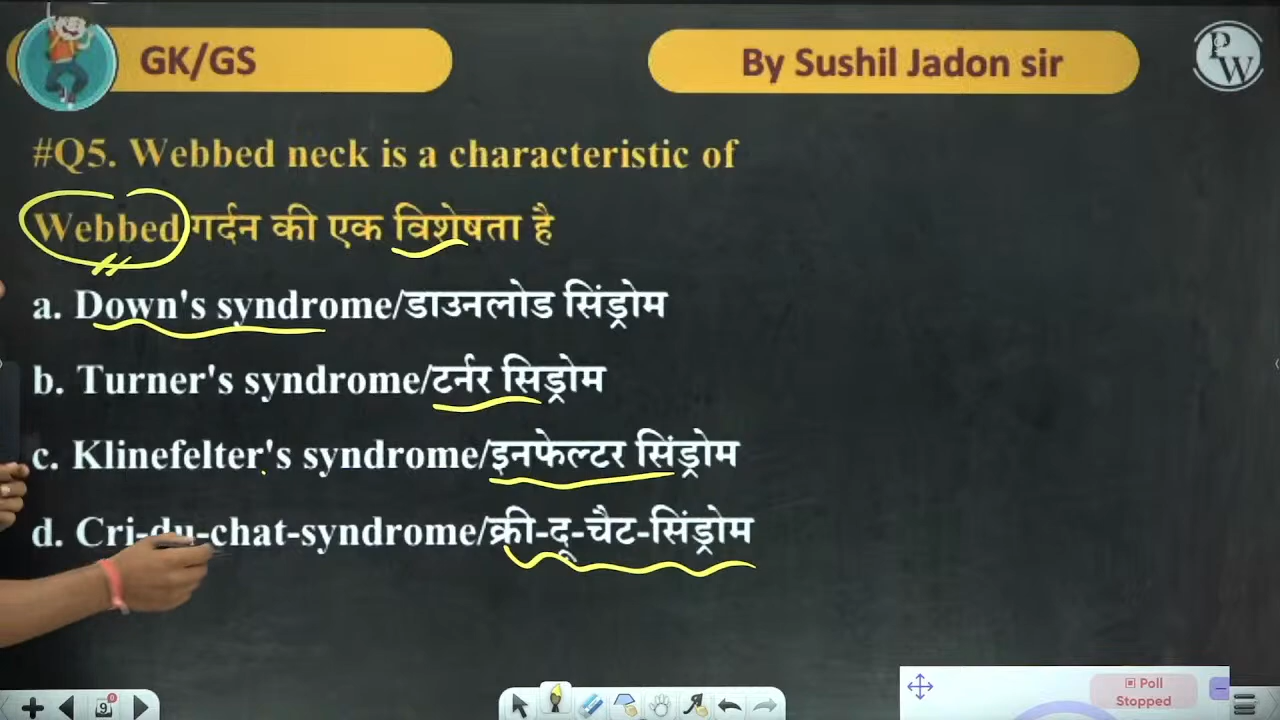 GK/GS
By Sushil Jadon sir
PW
#Q5. Webbed neck is a characteristic of
Webbed गर्दन की एक विशेषता है
a. Down's syndrome/डाउनलोड सिंड्रोम
b. Turner's syndrome/टर्नर सिड्रोम
c. Klinefelter's syndrome/इनफेल्टर सिंड्रोम
d. Cri-du-chat-syndrome/क्री-दू-चैट-सिंड्रोम
9
Poll
Stopped